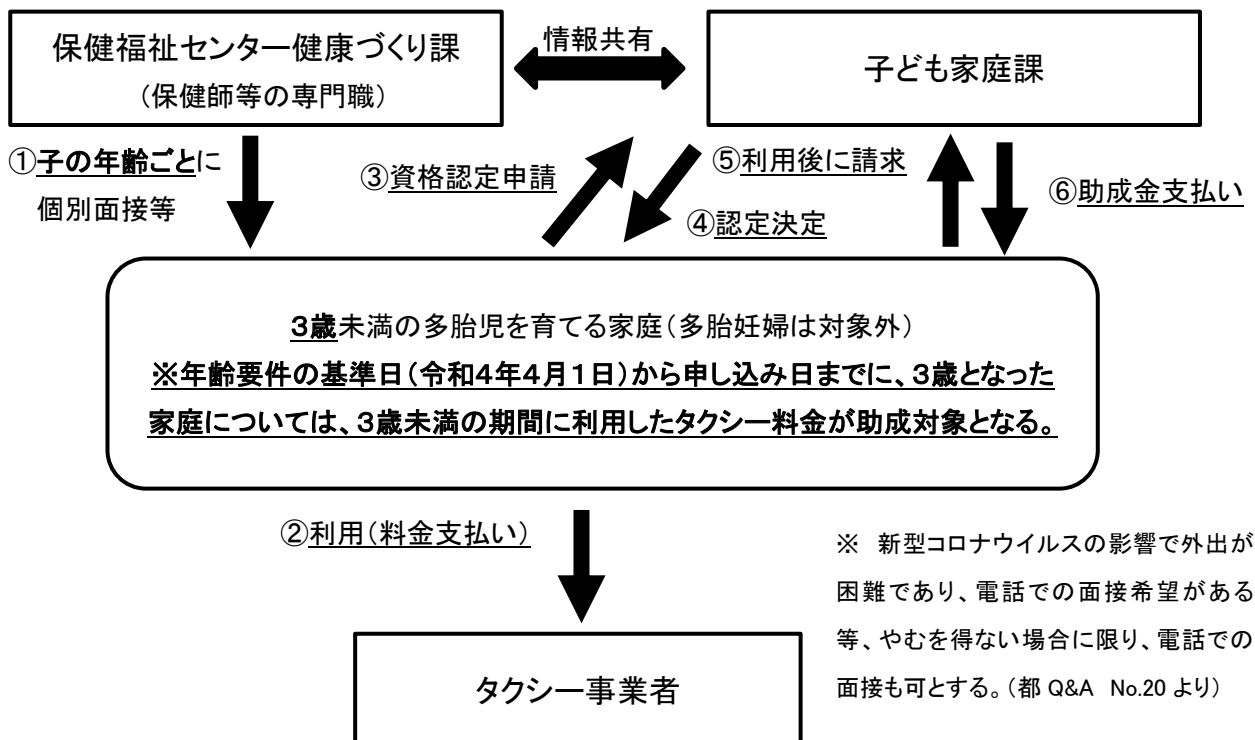 保健福祉センター健康づくり課
（保健師等の専門職）
情報共有
子ども家庭課
①子の年齢ごとに
個別面接等
③資格認定申請
④認定決定
⑤利用後に請求
⑥助成金支払い
３歳未満の多胎児を育てる家庭（多胎妊婦は対象外）
※年齢要件の基準日（令和４年４月１日）から申し込み日までに、３歳となった
家庭については、３歳未満の期間に利用したタクシー料金が助成対象となる。
②利用（料金支払い）
タクシー事業者
※　新型コロナウイルスの影響で外出が
困難であり、電話での面接希望がある
等、やむを得ない場合に限り、電話での
面接も可とする。（都 Q&A　No.20 より）